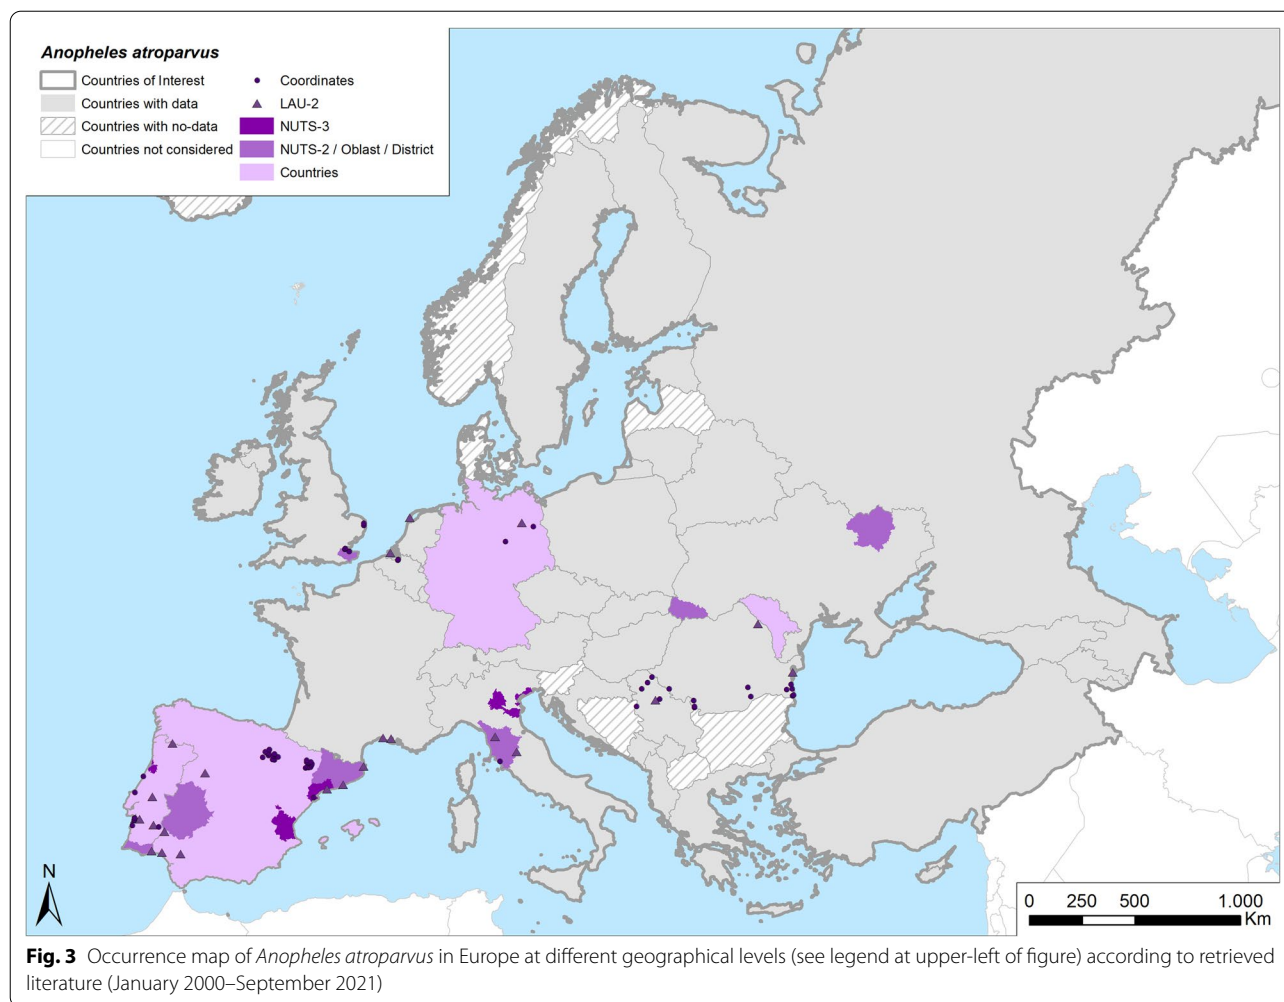 Anopheles atroparvus
Countries of Interest
Countries with data
Countries with no-data
Countries not considered
Coordinates
LAU-2
NUTS-3
NUTS-2 / Oblast / District
Countries
N
0 250 500 1.000
Km
Fig. 3 Occurrence map of Anopheles atroparvus in Europe at different geographical levels (see legend at upper-left of figure) according to retrieved
literature (January 2000–September 2021)